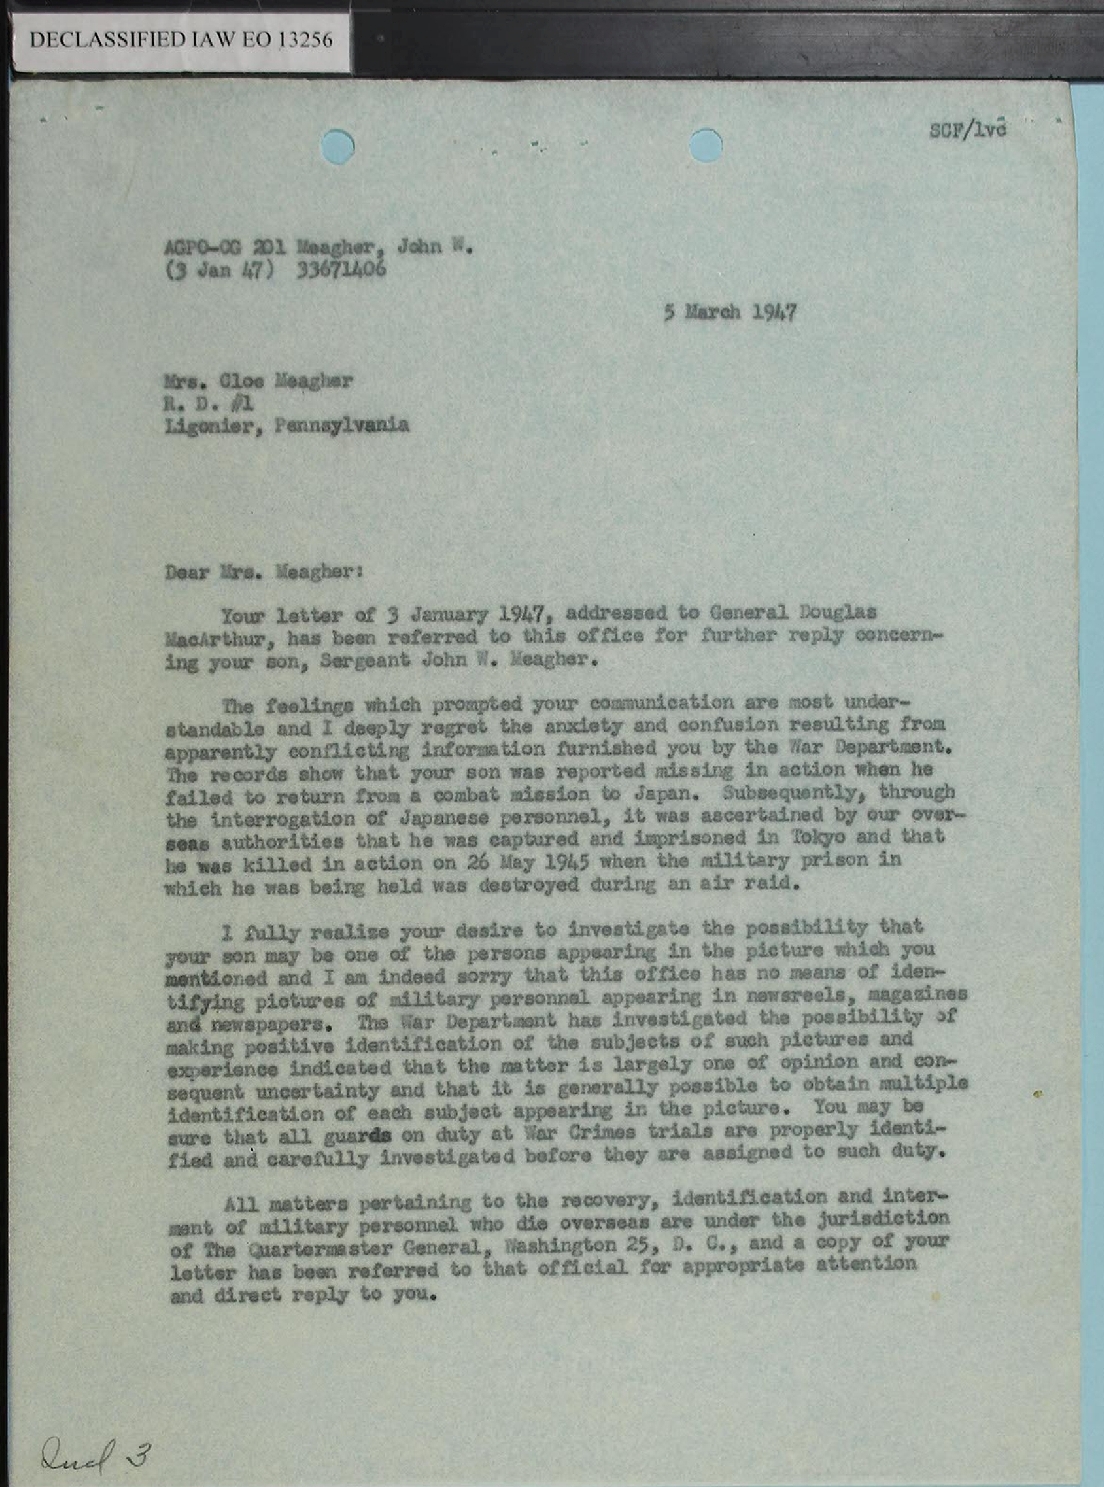 DECLASSIFIED IAW EO 13256
SCF/lvc
AGPO-CG 201 Meagher, John W.
(3 Jan 47) 33671406
5 March 1947
Mrs. Cloe Meagher
R. D. #1
Ligonier, Pennsylvania
Dear Mrs. Meagher:
Your letter of 3 January 1947, addressed to General Douglas
MacArthur, has been referred to this office for further reply concern-
ing your son, Sergeant John W. Meagher.
The feelings which prompted your communication are most under-
standable and I deeply regret the anxiety and confusion resulting from
apparently conflicting information furnished you by the War Department.
The records show that your son was reported missing in action when he
failed to return from a combat mission to Japan. Subsequently, through
the interrogation of Japanese personnel, it was ascertained by our over-
seas authorities that he was captured and imprisoned in Tokyo and that
he was killed in action on 26 May 1945 when the military prison in
which he was being held was destroyed during an air raid.
I fully realize your desire to investigate the possibility that
your son may be one of the persons appearing in the picture which you
mentioned and I am indeed sorry that this office has no means of iden-
tifying pictures of military personnel appearing in newsreels, magazines
and newspapers. The War Department has investigated the possibility of
making positive identification of the subjects of such pictures and
experience indicated that the matter is largely one of opinion and con-
sequent uncertainty and that it is generally possible to obtain multiple
identification of each subject appearing in the picture. You may be
sure that all guards on duty at War Crimes trials are properly identi-
fied and carefully investigated before they are assigned to such duty.
All matters pertaining to the recovery, identification and inter-
ment of military personnel who die overseas are under the jurisdiction
of The Quartermaster General, Washington 25, D. C., and a copy of your
letter has been referred to that official for appropriate attention
and direct reply to you.
Incl 3